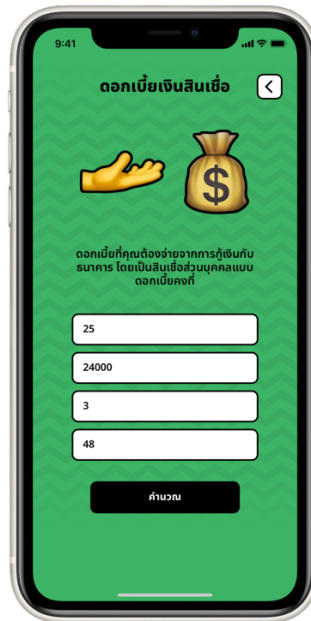 9:41
ดอกเบี้ยเงินสินเชื่อ
$
ดอกเบี้ยที่คุณต้องจ่ายจากการกู้เงินกับ
ธนาคาร โดยเป็นสินเชื่อส่วนบุคคลแบบ
ดอกเบี้ยคงที่
25
24000
3
48
คำนวณ